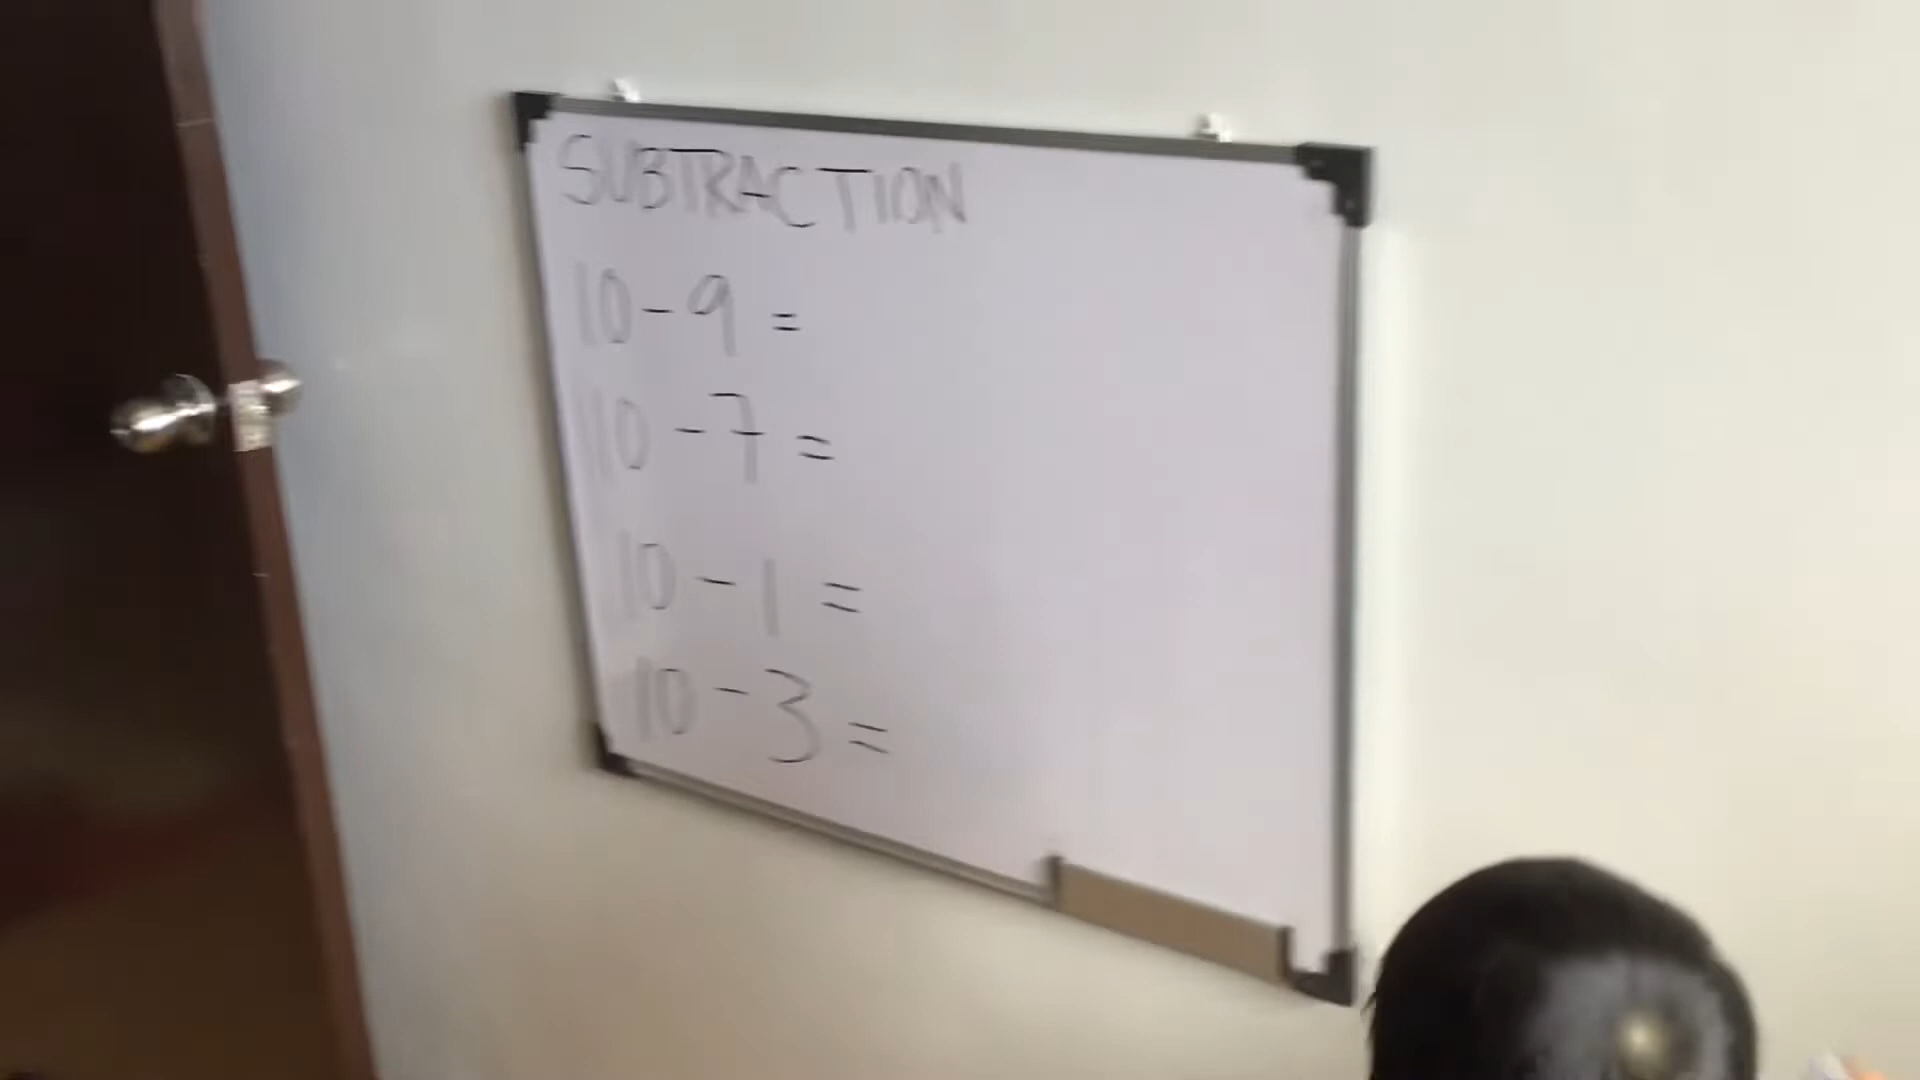 SUBTRACTION
10-9 =
10-7 =
10-1 =
10-3 =